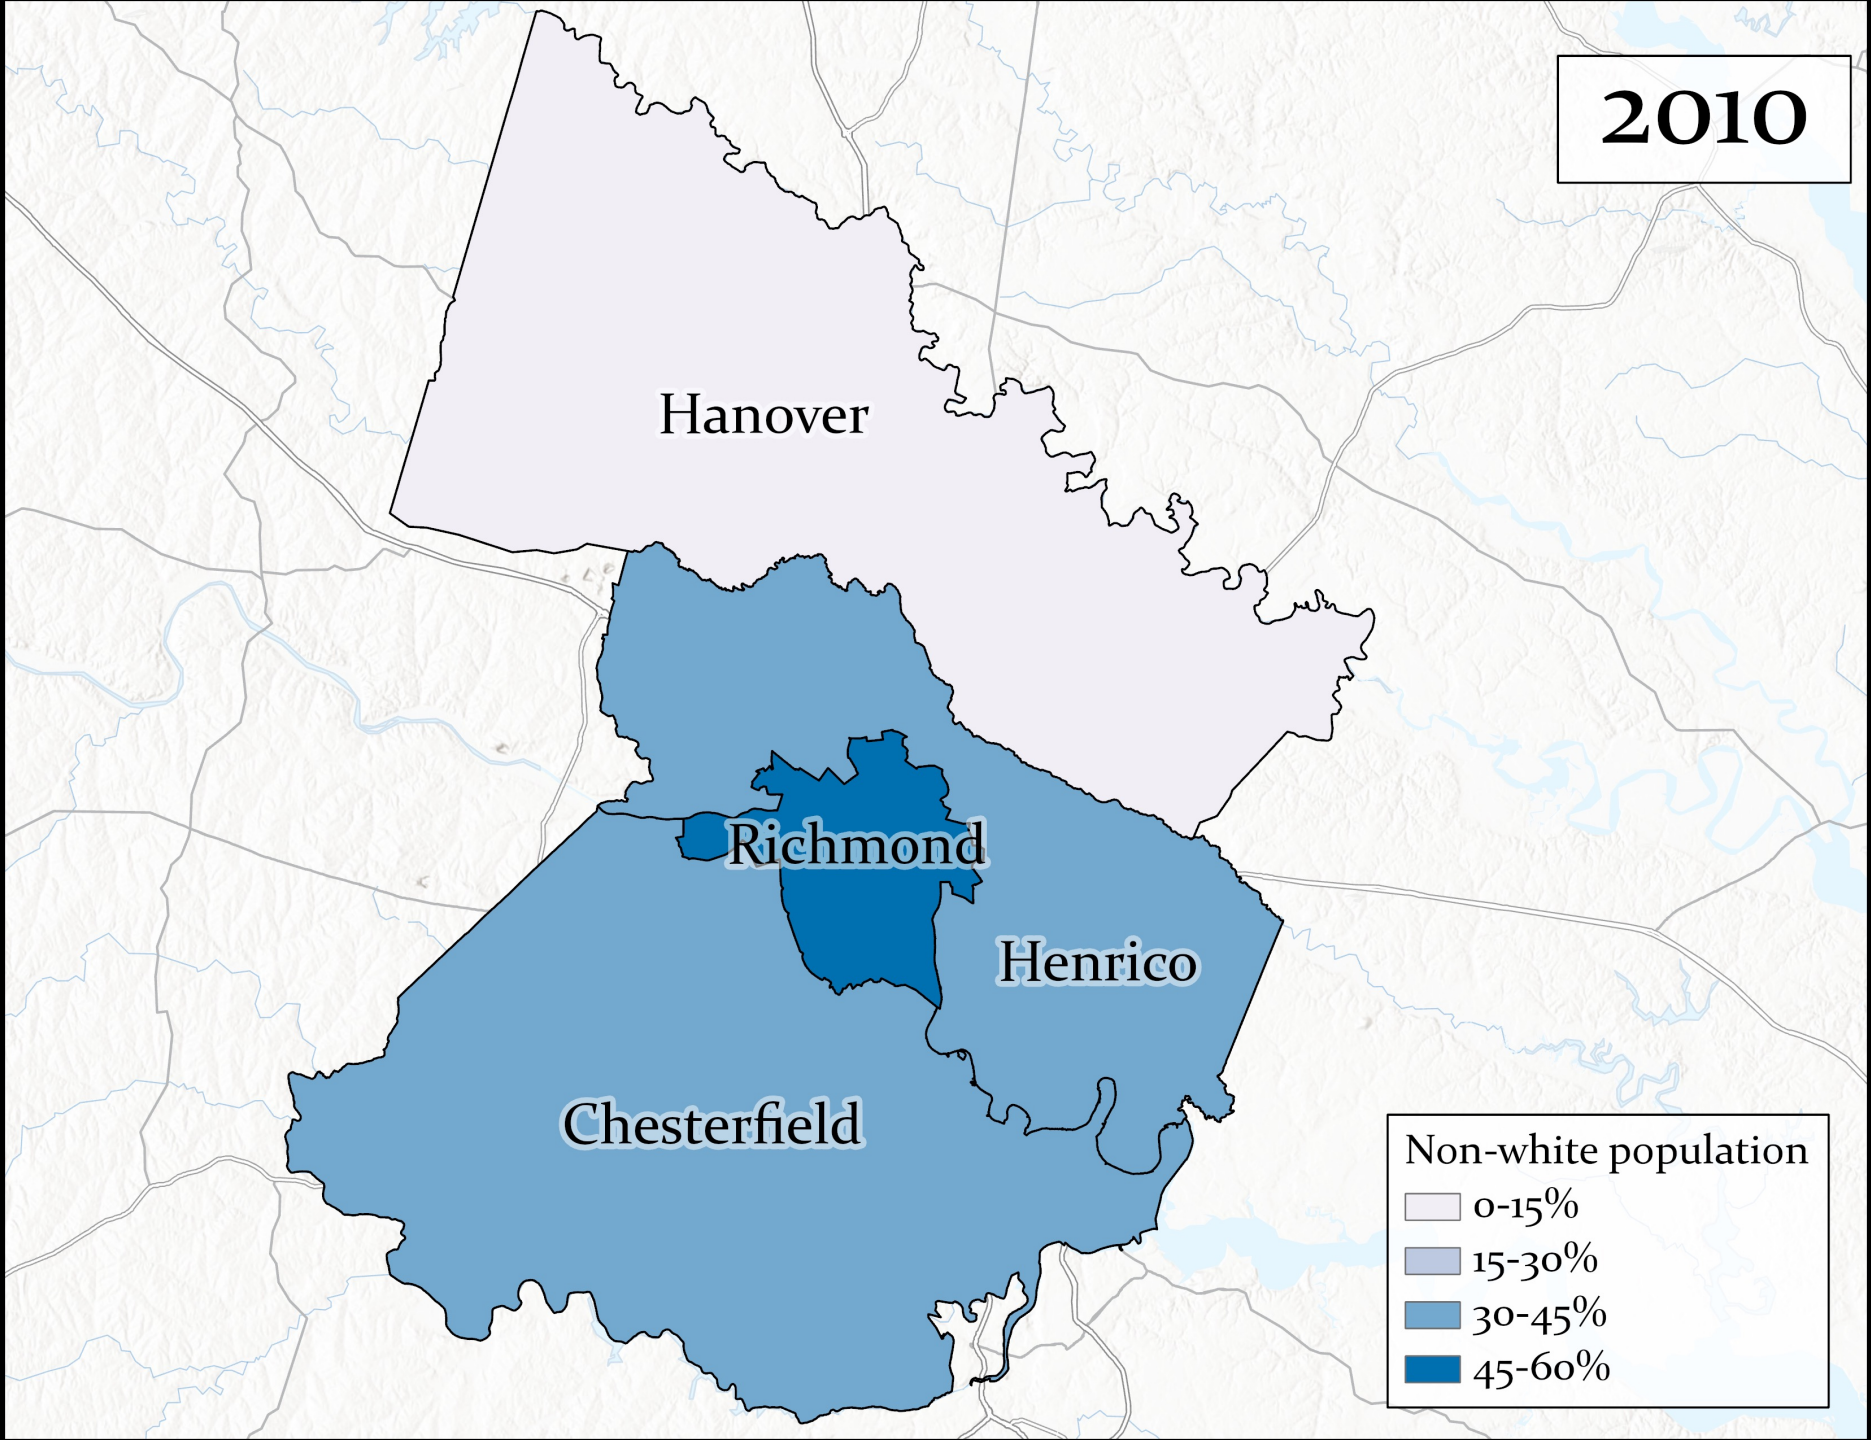 2010
Hanover
Richmond
Henrico
Chesterfield
Non-white population
0-15%
15-30%
30-45%
45-60%